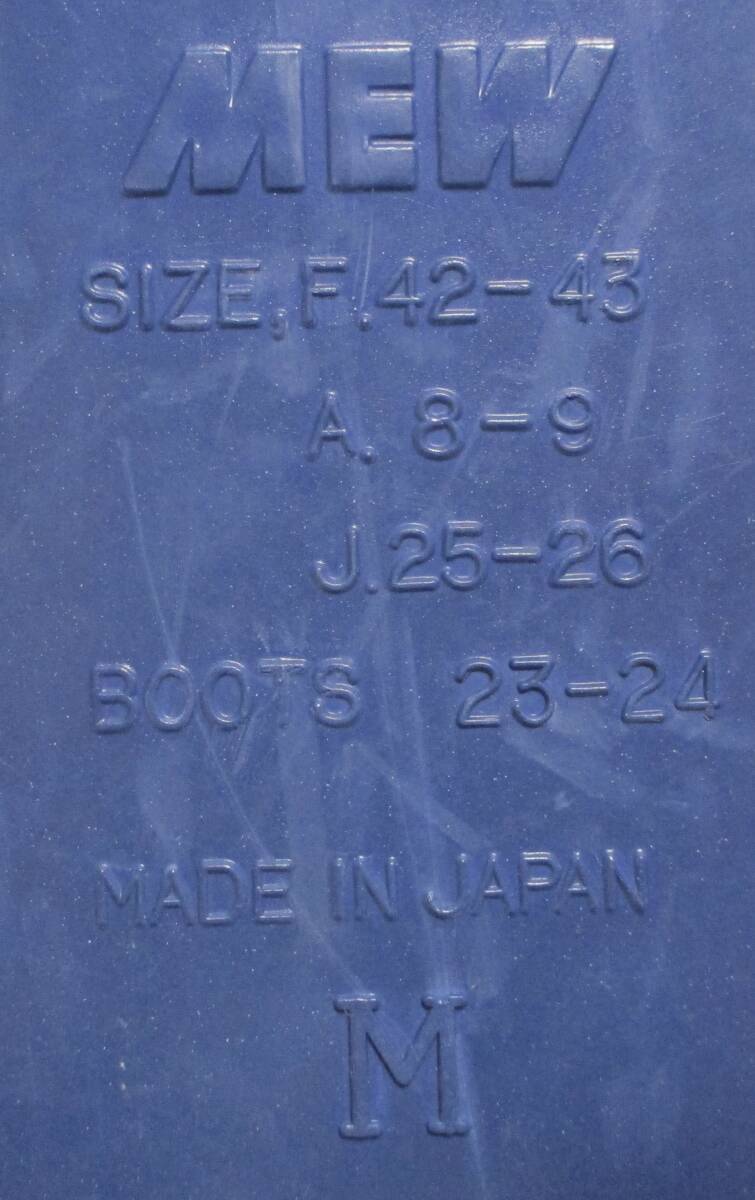 MEW
SIZE,F.42-43
A. 8-9
J.25-26
BOOTS 23-24
MADE IN JAPAN
M